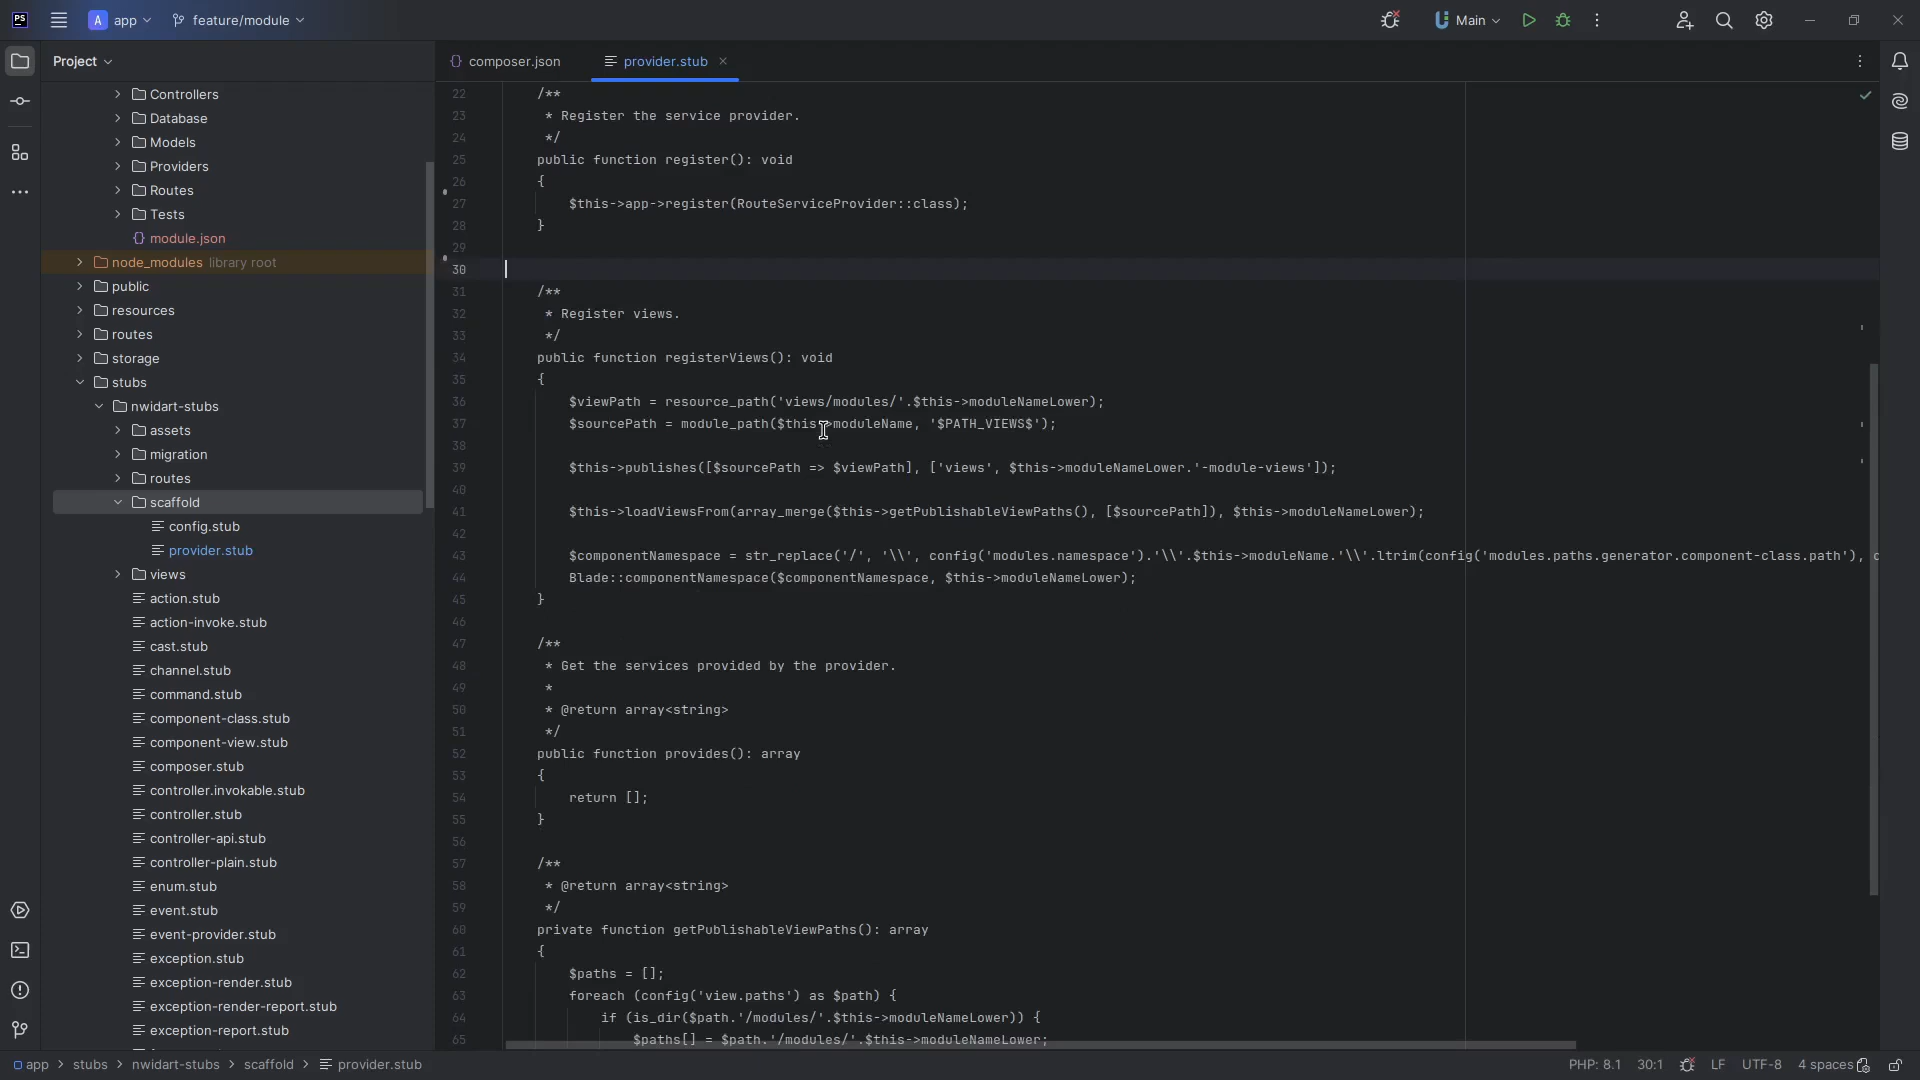 PS
A app
feature/module
Main
Project
composer.json
provider.stub
Controllers
Database
Models
Providers
Routes
Tests
module.json
node_modules library root
public
resources
routes
storage
stubs
nwidart-stubs
assets
migration
routes
scaffold
config.stub
provider.stub
views
action.stub
action-invoke.stub
cast.stub
channel.stub
command.stub
component-class.stub
component-view.stub
composer.stub
controller.invokable.stub
controller.stub
controller-api.stub
controller-plain.stub
enum.stub
event.stub
event-provider.stub
exception.stub
exception-render.stub
exception-render-report.stub
exception-report.stub
22 /**
23 * Register the service provider.
24 */
25 public function register(): void
26 {
27 $this->app->register(RouteServiceProvider::class);
28 }
29
30
31 /**
32 * Register views.
33 */
34 public function registerViews(): void
35 {
36 $viewPath = resource_path('views/modules/'.$this->moduleNameLower);
37 $sourcePath = module_path($this->moduleName, '$PATH_VIEWS$');
38
39 $this->publishes([$sourcePath => $viewPath], ['views', $this->moduleNameLower.'-module-views']);
40
41 $this->loadViewsFrom(array_merge($this->getPublishableViewPaths(), [$sourcePath]), $this->moduleNameLower);
42
43 $componentNamespace = str_replace('/', '\\', config('modules.namespace').'\\'.$this->moduleName.'\\'.ltrim(config('modules.paths.generator.component-class.path'),
44 Blade::componentNamespace($componentNamespace, $this->moduleNameLower);
45 }
46
47 /**
48 * Get the services provided by the provider.
49 *
50 * @return array<string>
51 */
52 public function provides(): array
53 {
54 return [];
55 }
56
57 /**
58 * @return array<string>
59 */
60 private function getPublishableViewPaths(): array
61 {
62 $paths = [];
63 foreach (config('view.paths') as $path) {
64 if (is_dir($path.'/modules/'.$this->moduleNameLower)) {
65 $paths[] = $path.'/modules/'.$this->moduleNameLower;
app > stubs > nwidart-stubs > scaffold > provider.stub
PHP: 8.1 30:1 LF UTF-8 4 spaces